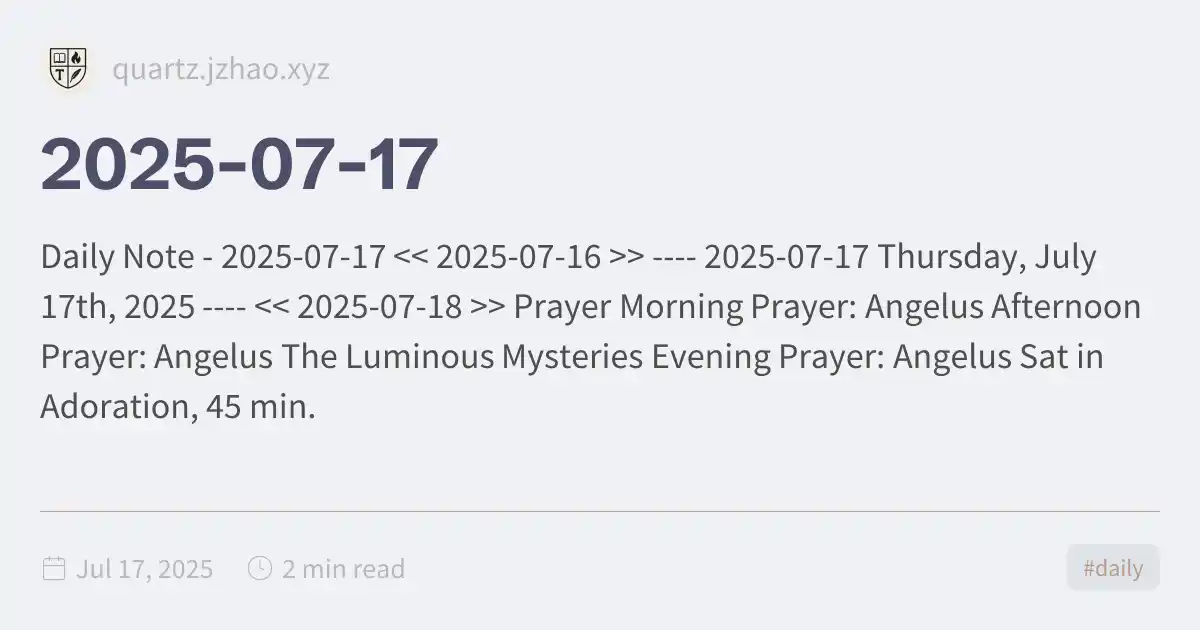 T
quartz.jzhao.xyz
2025-07-17
Daily Note - 2025-07-17 << 2025-07-16 >> ---- 2025-07-17 Thursday, July
17th, 2025 ---- << 2025-07-18 >> Prayer Morning Prayer: Angelus Afternoon
Prayer: Angelus The Luminous Mysteries Evening Prayer: Angelus Sat in
Adoration, 45 min.
Jul 17, 2025 2 min read #daily